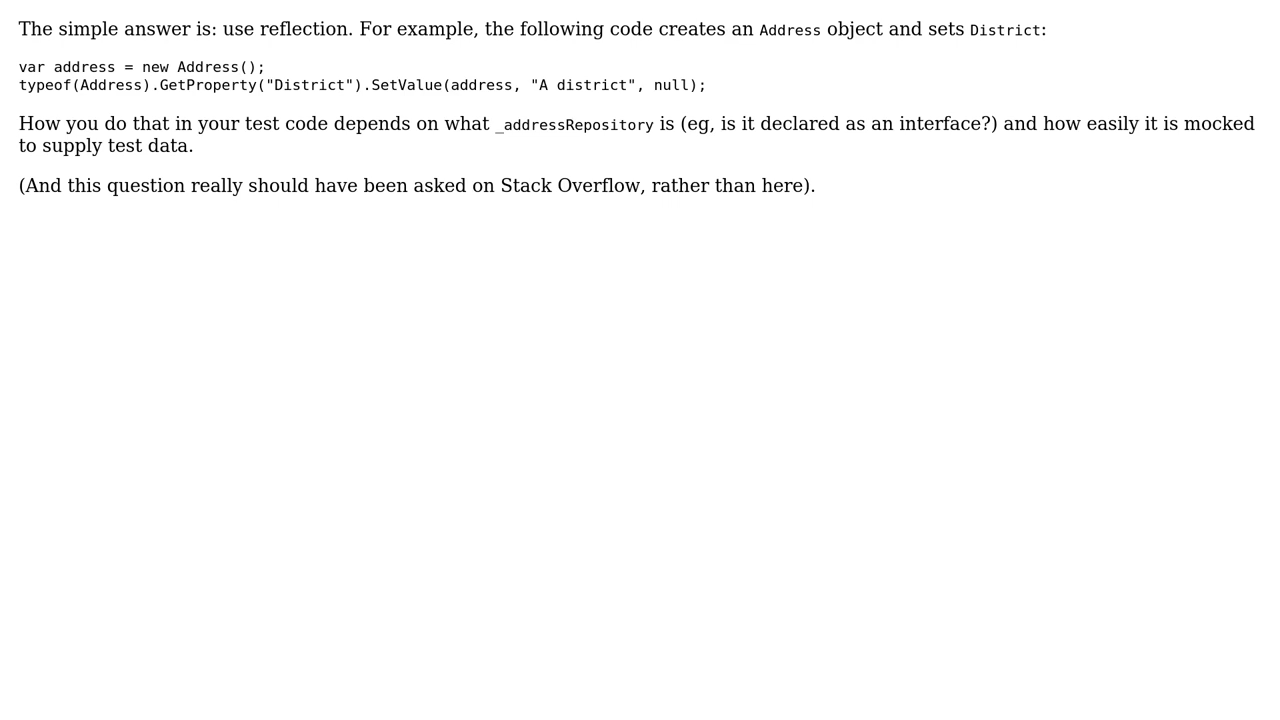 The simple answer is: use reflection. For example, the following code creates an Address object and sets District:
var address = new Address();
typeof(Address).GetProperty("District").SetValue(address, "A district", null);
How you do that in your test code depends on what _addressRepository is (eg, is it declared as an interface?) and how easily it is mocked
to supply test data.
(And this question really should have been asked on Stack Overflow, rather than here).